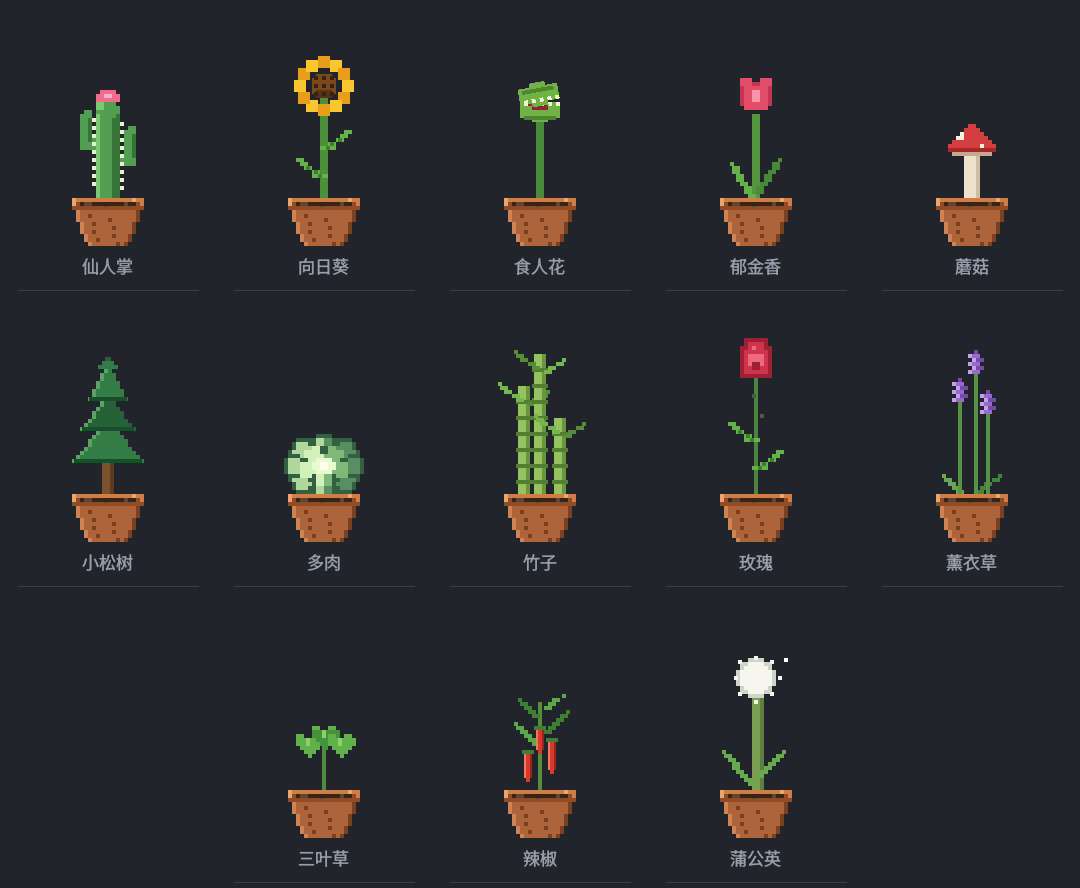 仙人掌
向日葵
食人花
郁金香
蘑菇
小松树
多肉
竹子
玫瑰
薰衣草
三叶草
辣椒
蒲公英